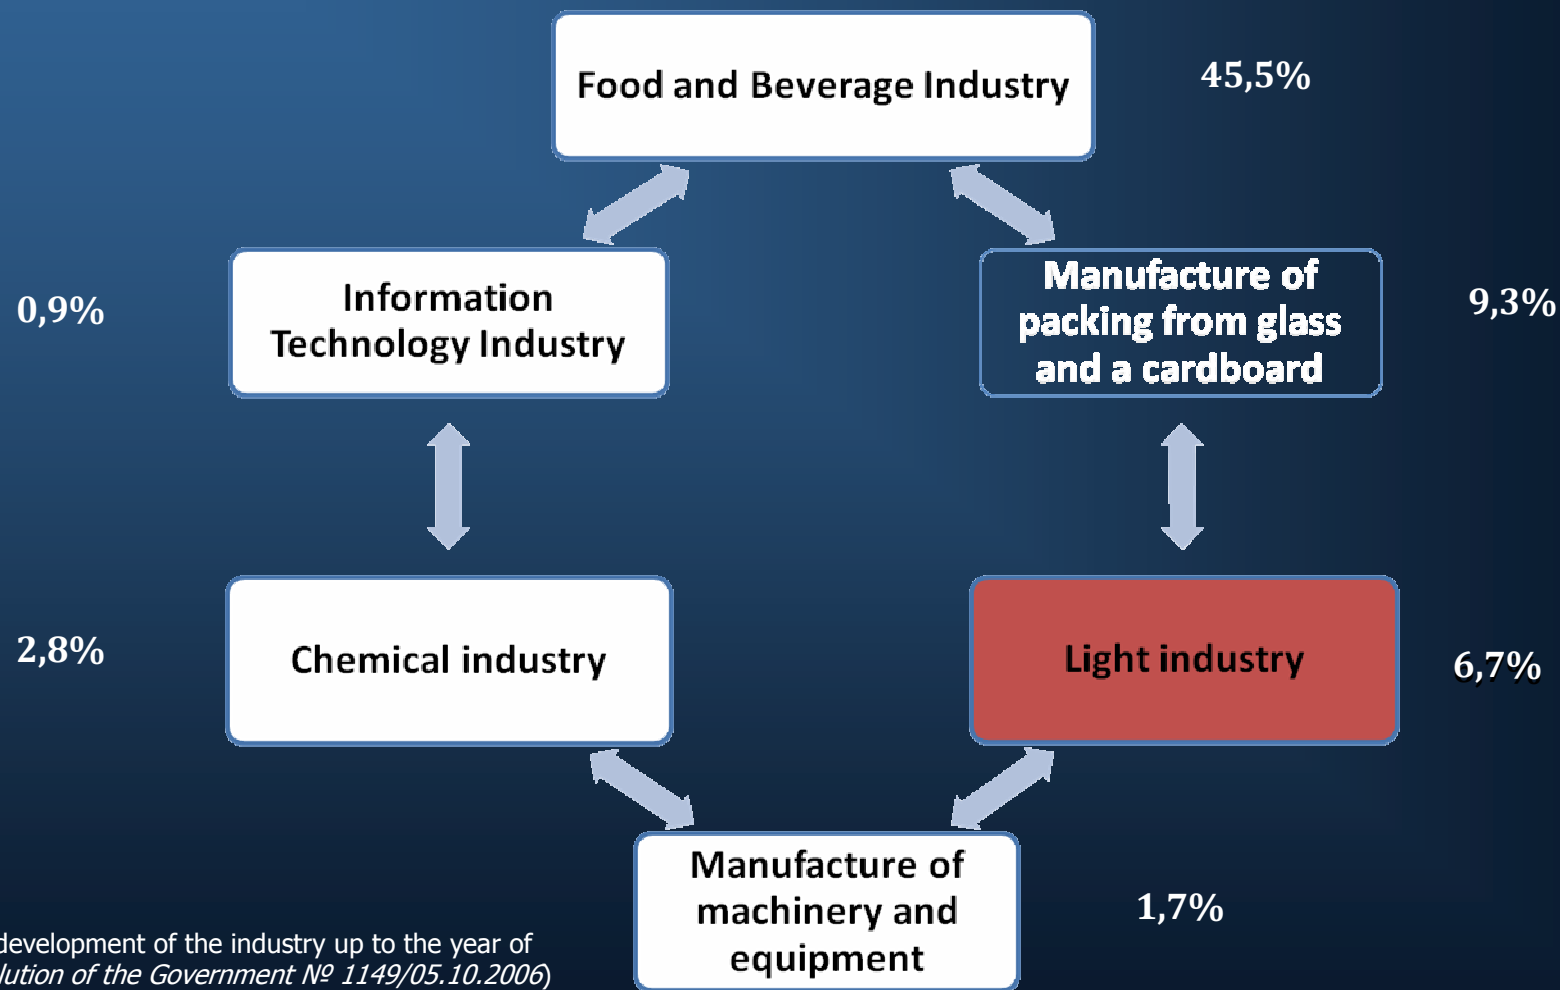 Food and Beverage Industry
45,5%
0,9%
Information
Technology Industry
Manufacture of
packing from glass
and a cardboard
9,3%
2,8%
Chemical industry
Light industry
6,7%
Manufacture of
machinery and
equipment
1,7%
development of the industry up to the year of
lution of the Government № 1149/05.10.2006)